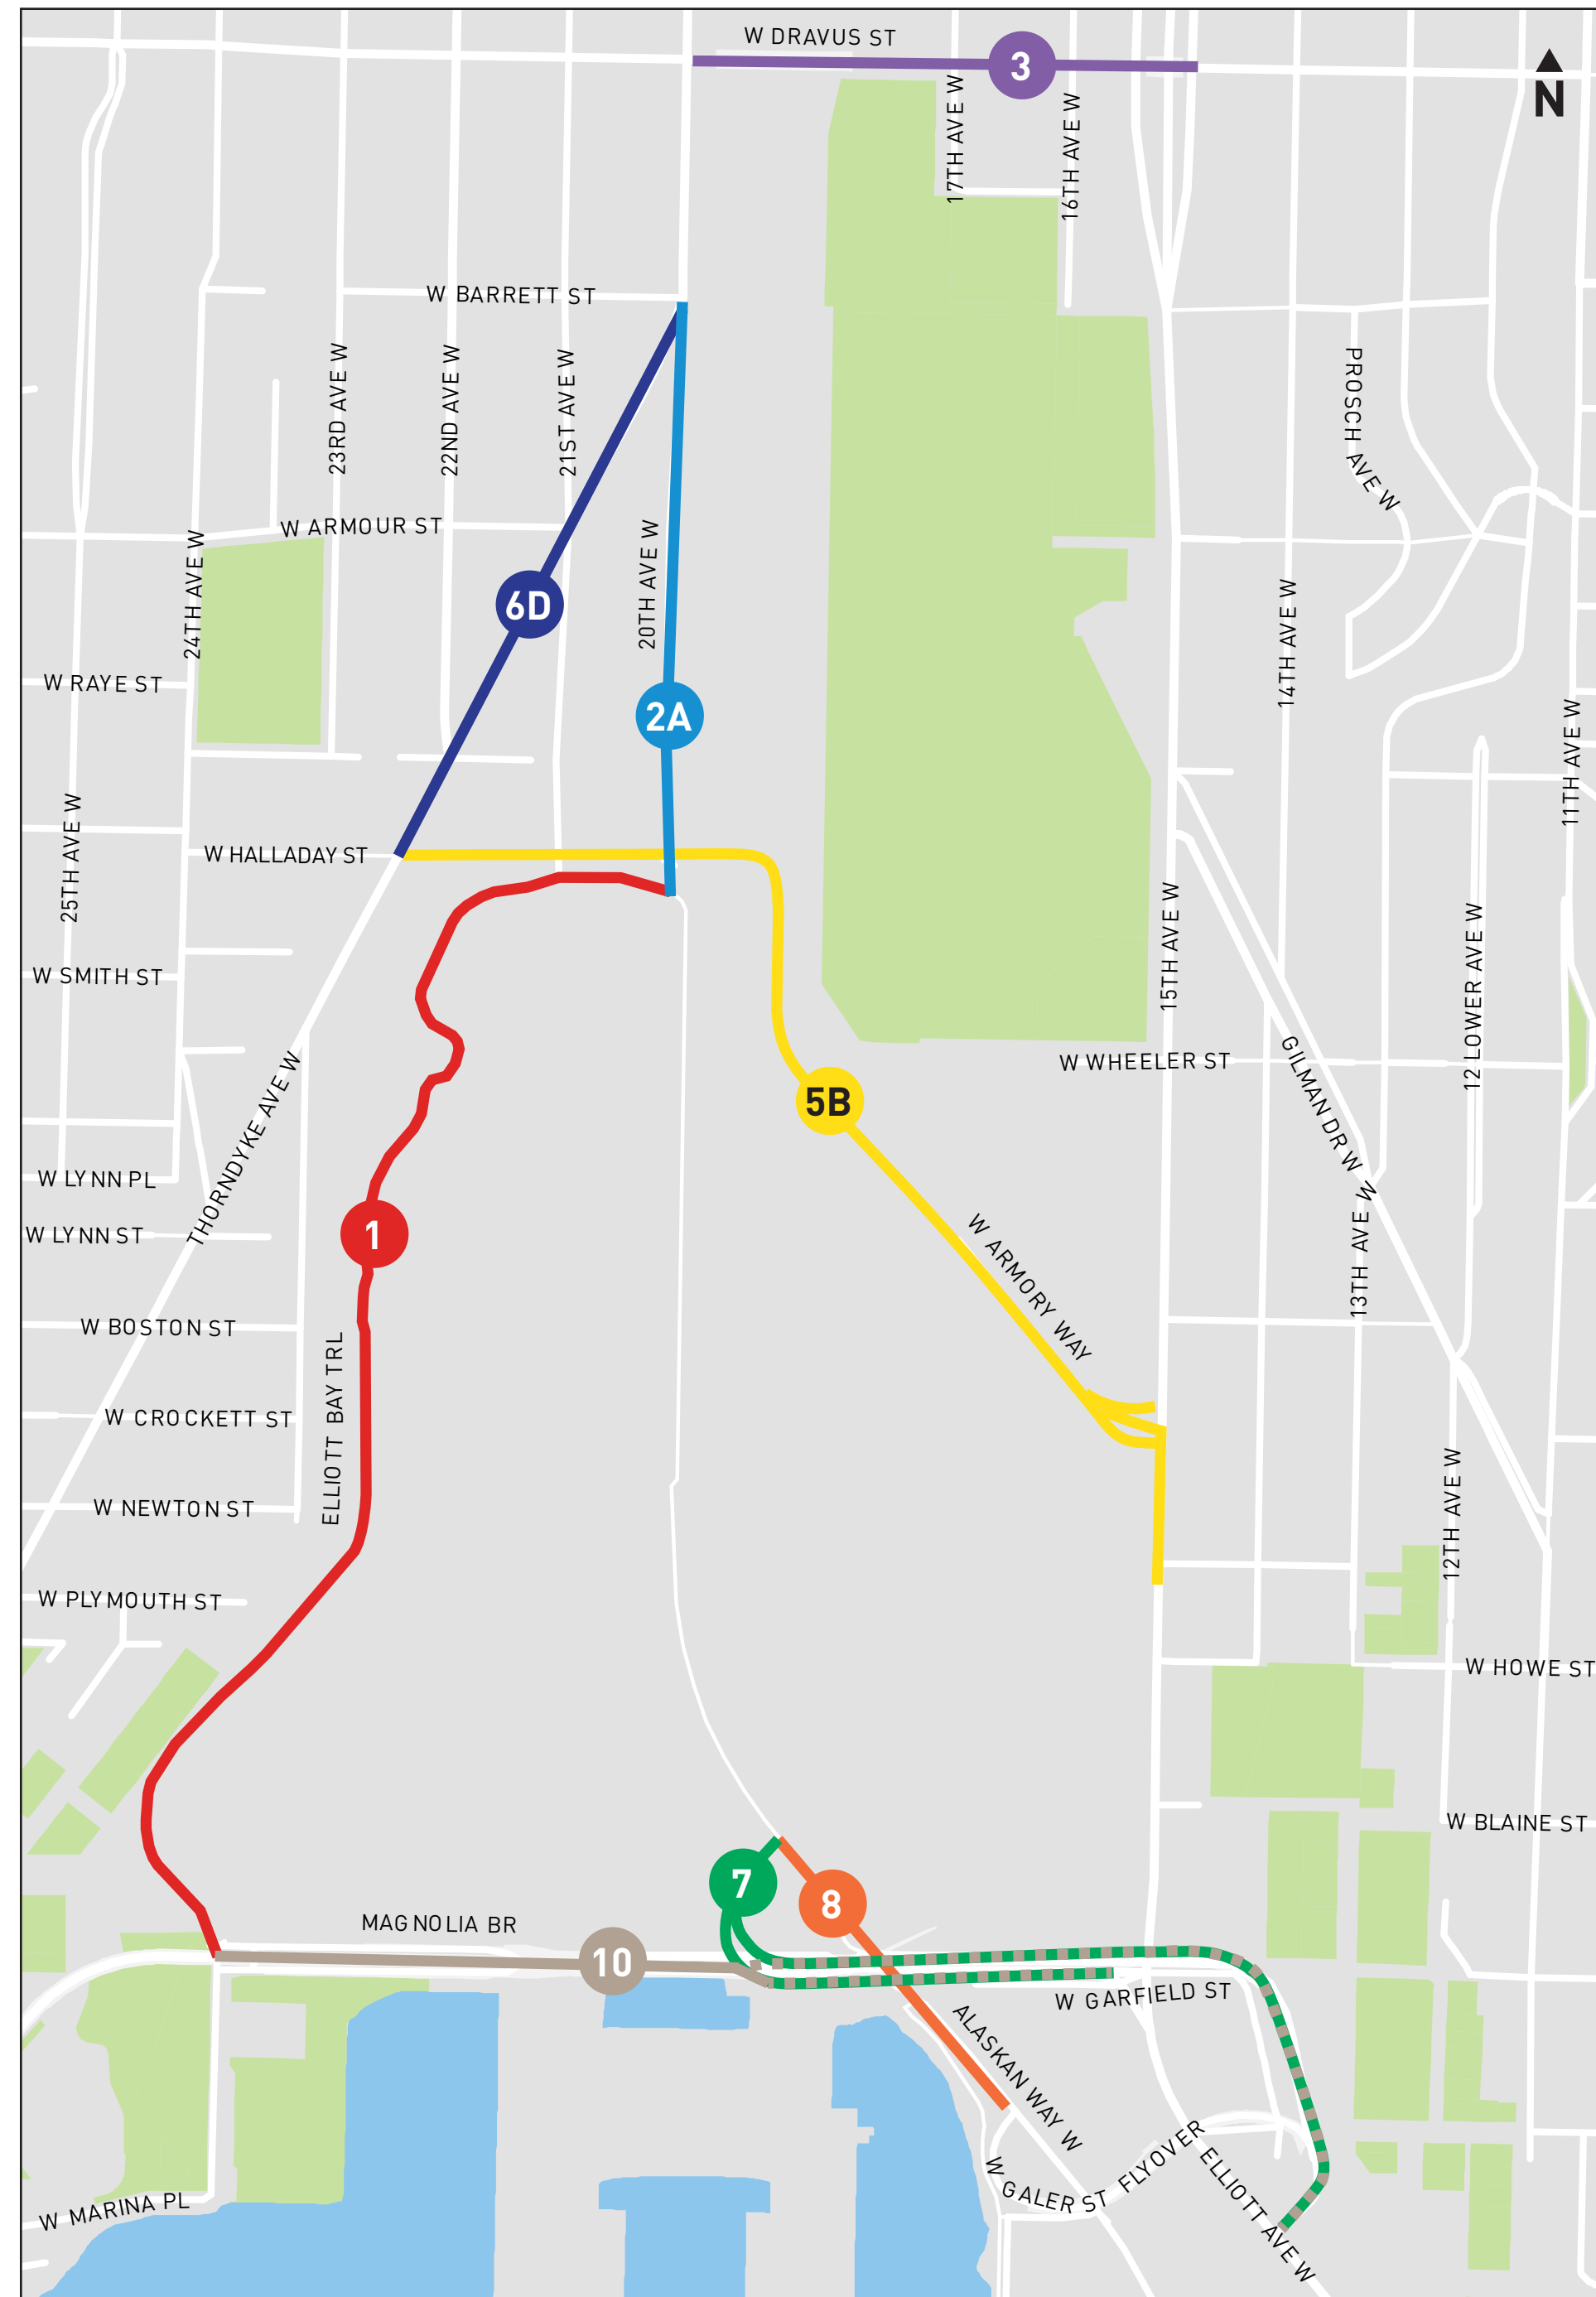 W DRAVUS ST
3
N
17TH AVE W
16TH AVE W
W BARRETT ST
23RD AVE W
22ND AVE W
21ST AVE W
PROSCH AVE W
W ARMOUR ST
24TH AVE W
20TH AVE W
6D
14TH AVE W
W RAYE ST
2A
11TH AVE W
25TH AVE W
W HALLADAY ST
15TH AVE W
12 LOWER AVE W
W SMITH ST
W WHEELER ST
GILMAN DR W
5B
THORNDYKE AVE W
W LYNN PL
W LYNN ST
1
W ARMORY WAY
13TH AVE W
W BOSTON ST
ELLIOTT BAY TRL
W CROCKETT ST
W NEWTON ST
12TH AVE W
W PLYMOUTH ST
W HOWE ST
W BLAINE ST
7
8
MAGNOLIA BR
10
W GARFIELD ST
ALASKAN WAY W
W GALER ST FLYOVER
ELLIOTT AVE W
W MARINA PL